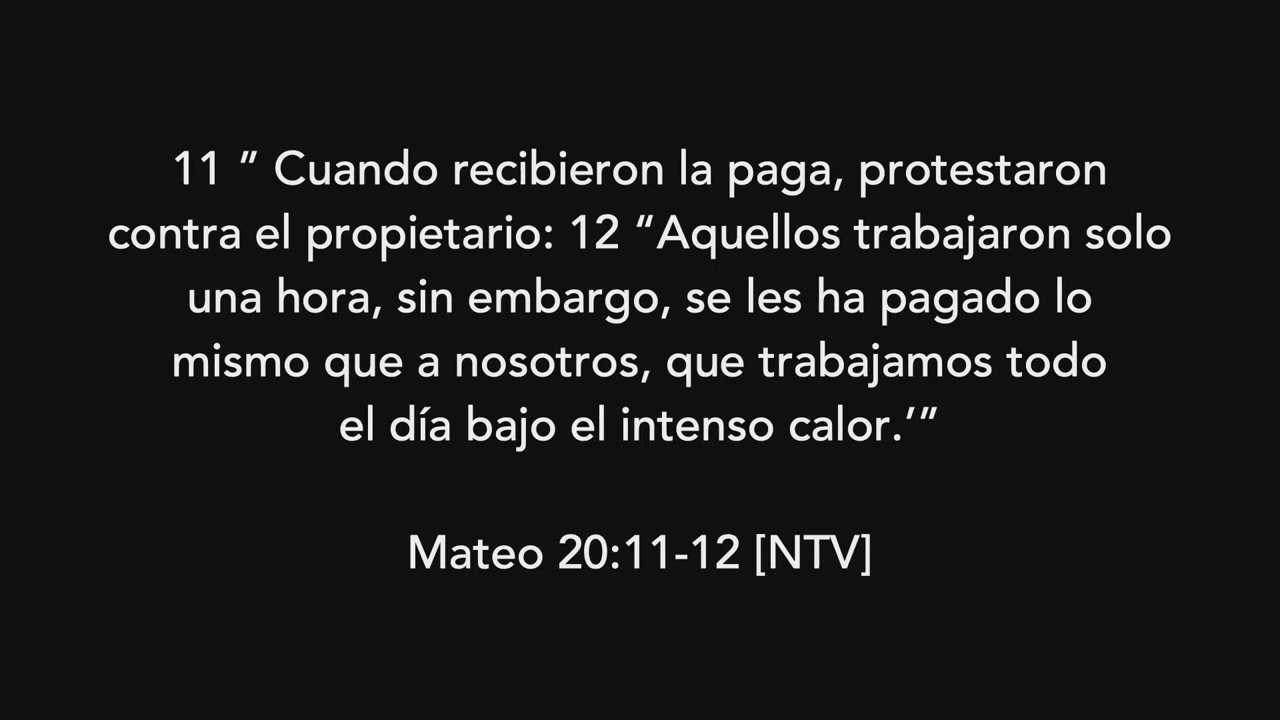 11 ” Cuando recibieron la paga, protestaron
contra el propietario: 12 “Aquellos trabajaron solo
una hora, sin embargo, se les ha pagado lo
mismo que a nosotros, que trabajamos todo
el día bajo el intenso calor.’”
Mateo 20:11-12 [NTV]